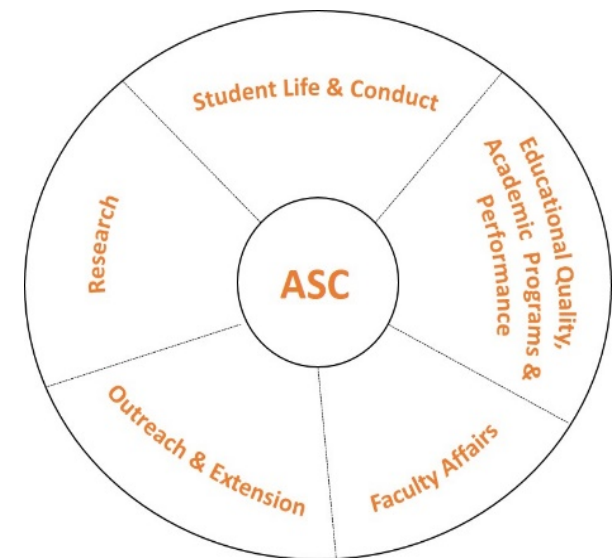 Student Life & Conduct
Educational Quality,
Academic Programs &
Performance
Research
ASC
Outreach & Extension
Faculty Affairs